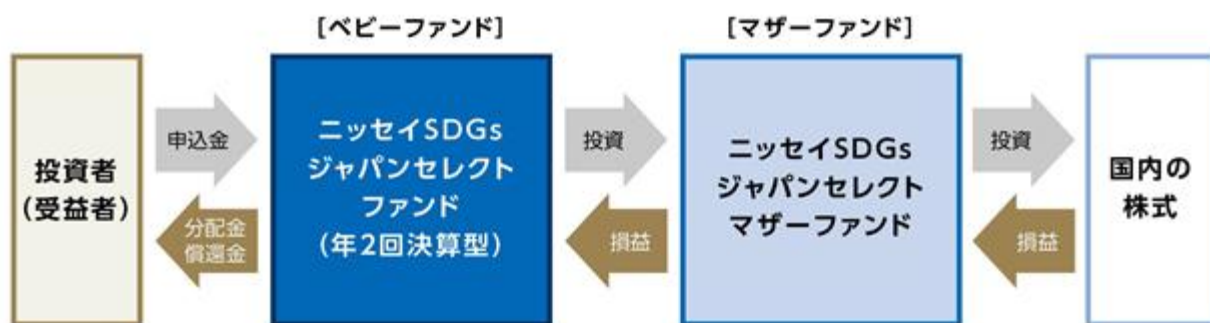 [ベビーファンド]
[マザーファンド]
投資者
(受益者)
申込金
分配金
償還金
ニッセイSDGs
ジャパンセレクト
ファンド
(年2回決算型)
投資
損益
ニッセイSDGs
ジャパンセレクト
マザーファンド
投資
損益
国内の
株式